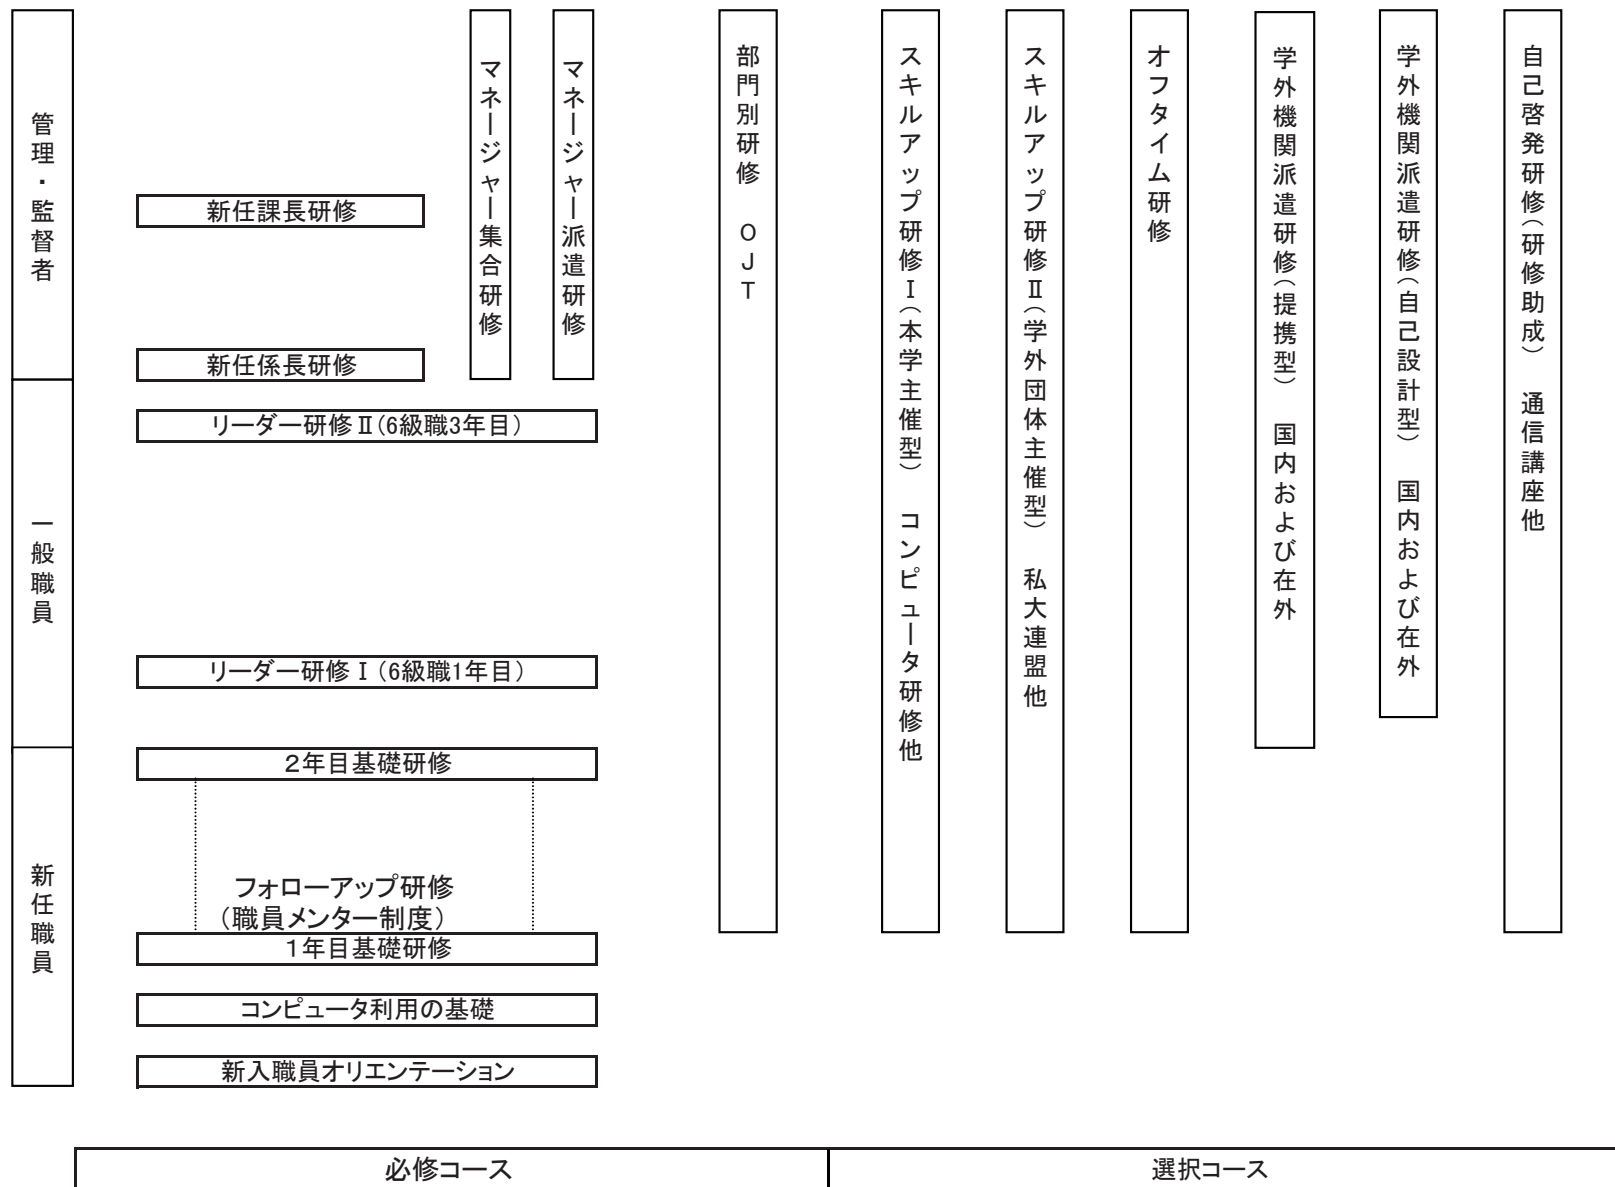 管理・監督者
一般職員
新任職員
新任課長研修
新任係長研修
マネージャー集合研修
マネージャー派遣研修
リーダー研修Ⅱ(6級職3年目)
リーダー研修Ⅰ(6級職1年目)
2年目基礎研修
フォローアップ研修
(職員メンター制度)
1年目基礎研修
コンピュータ利用の基礎
新入職員オリエンテーション
部門別研修 OJT
スキルアップ研修Ⅰ(本学主催型) コンピュータ研修他
スキルアップ研修Ⅱ(学外団体主催型) 私大連盟他
オフタイム研修
学外機関派遣研修(提携型) 国内および在外
学外機関派遣研修(自己設計型) 国内および在外
自己啓発研修(研修助成) 通信講座他
必修コース
選択コース